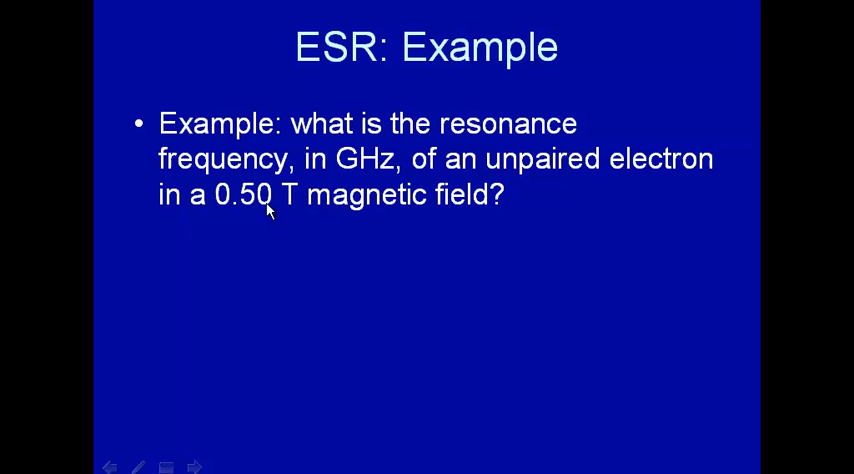 ESR: Example
• Example: what is the resonance
frequency, in GHz, of an unpaired electron
in a 0.50 T magnetic field?